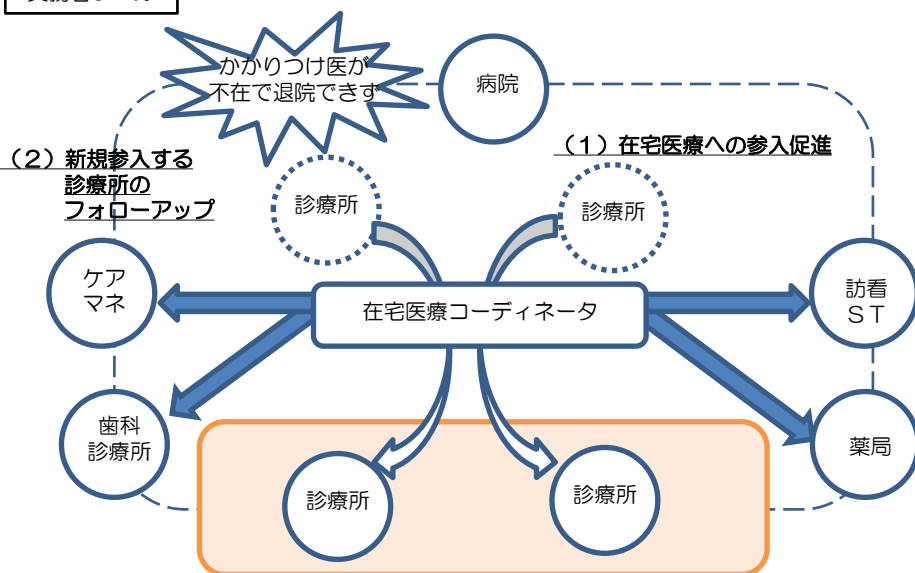 かかりつけ医が
不在で退院できず
病院
(2)新規参入する
診療所の
フォローアップ
(1)在宅医療への参入促進
診療所
診療所
ケア
マネ
在宅医療コーディネータ
訪看
ST
歯科
診療所
薬局
診療所
診療所